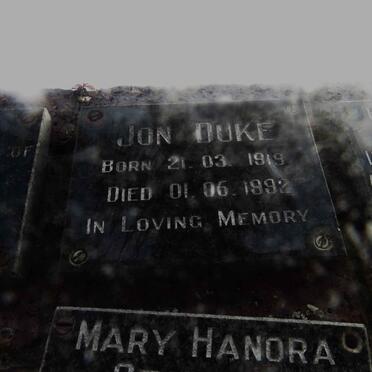 JON DUKE
BORN 21.03.1919
DIED 01.06.1992
IN LOVING MEMORY
MARY HANORA